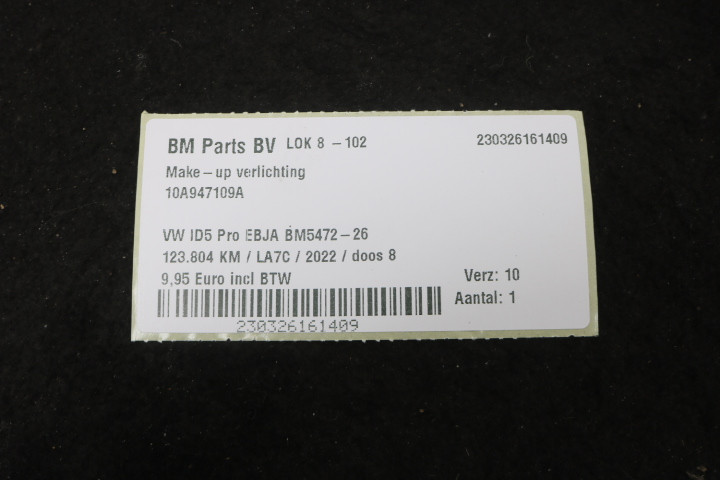 BM Parts BV LOK 8 - 102 230326161409
Make-up verlichting
10A947109A
VW ID5 Pro EBJA BM5472-26
123.804 KM / LA7C / 2022 / doos 8
9,95 Euro incl BTW Verz: 10
Aantal: 1
230326161409